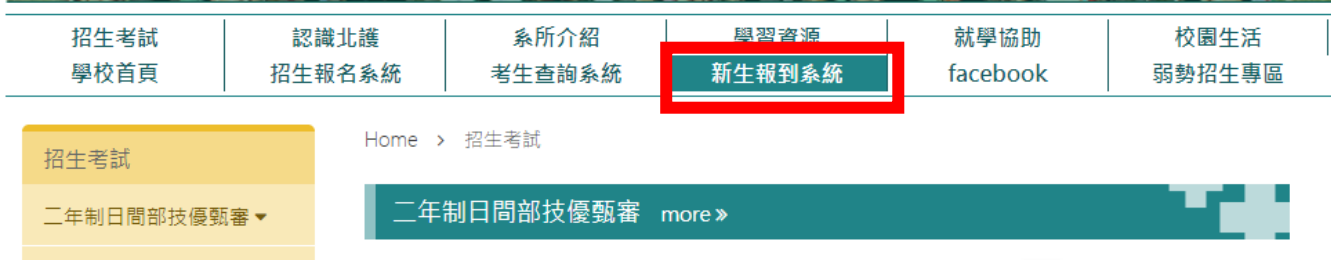 招生考試 認識北護 系所介紹 學習資源 就學協助 校園生活
學校首頁 招生報名系統 考生查詢系統 新生報到系統 facebook 弱勢招生專區
Home > 招生考試
招生考試
二年制日間部技優甄審
二年制日間部技優甄審 more »